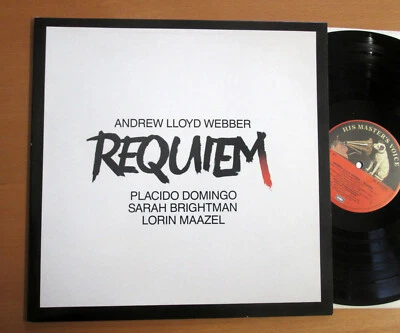 ANDREW LLOYD WEBBER
REQUIEM
PLACIDO DOMINGO
SARAH BRIGHTMAN
LORIN MAAZEL
HIS MASTER'S VOICE